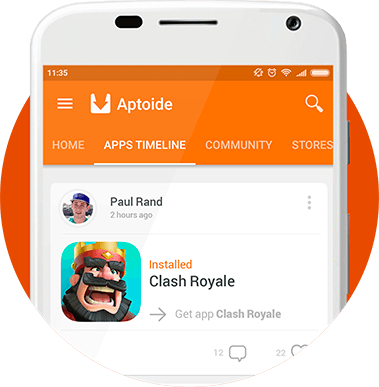 11:35
Aptoide
HOME APPS TIMELINE COMMUNITY STORES
Paul Rand
2 hours ago
Installed
Clash Royale
Get app Clash Royale
12 22